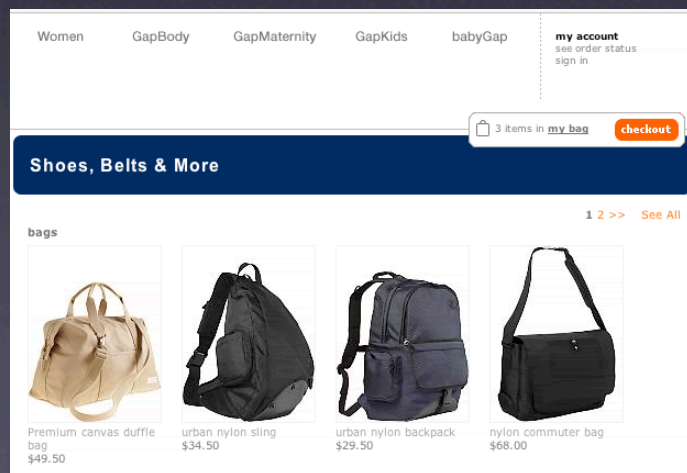 Women GapBody GapMaternity GapKids babyGap
my account
see order status
sign in
3 items in my bag checkout
Shoes, Belts & More
1 2 >> See All
bags
Premium canvas duffle bag
$49.50
urban nylon sling
$34.50
urban nylon backpack
$29.50
nylon commuter bag
$68.00